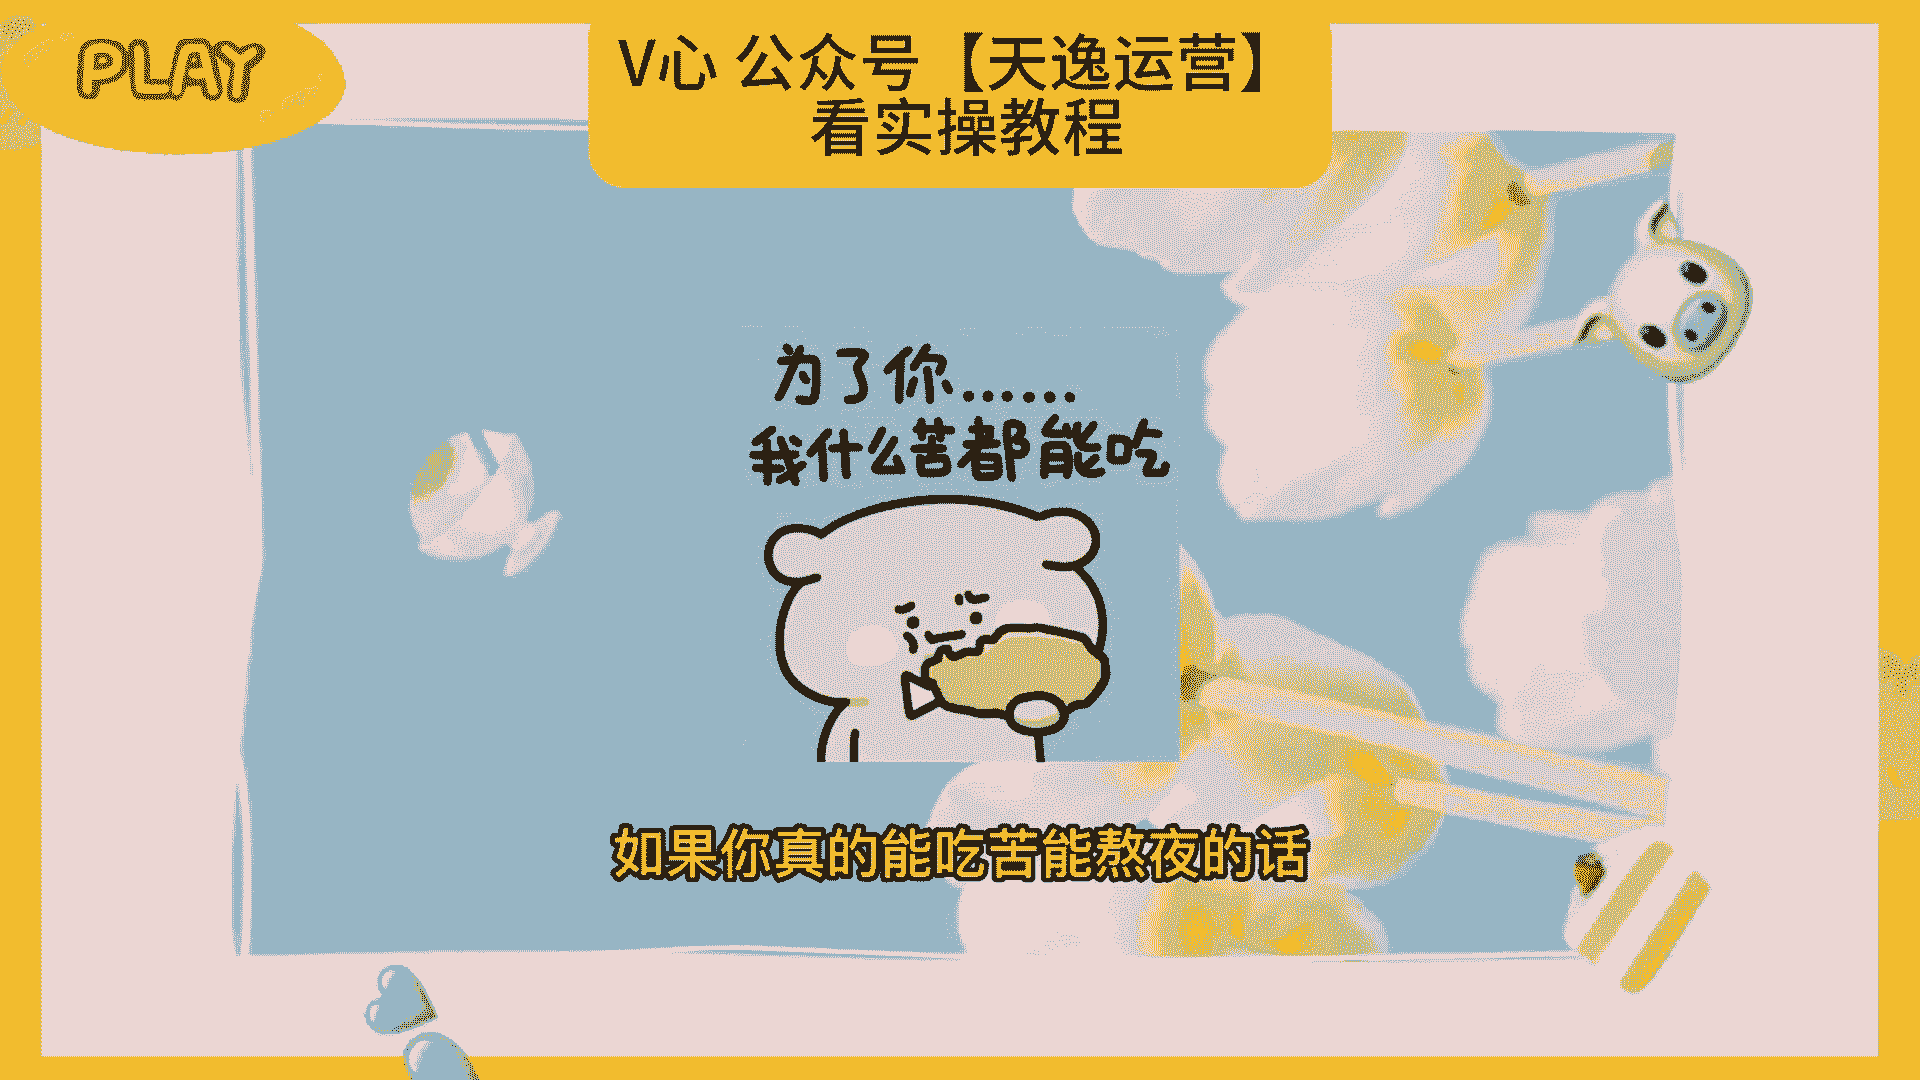 PLAY
V心 公众号【天逸运营】
看实操教程
为了你......
我什么苦都能吃
如果你真的能吃苦能熬夜的话